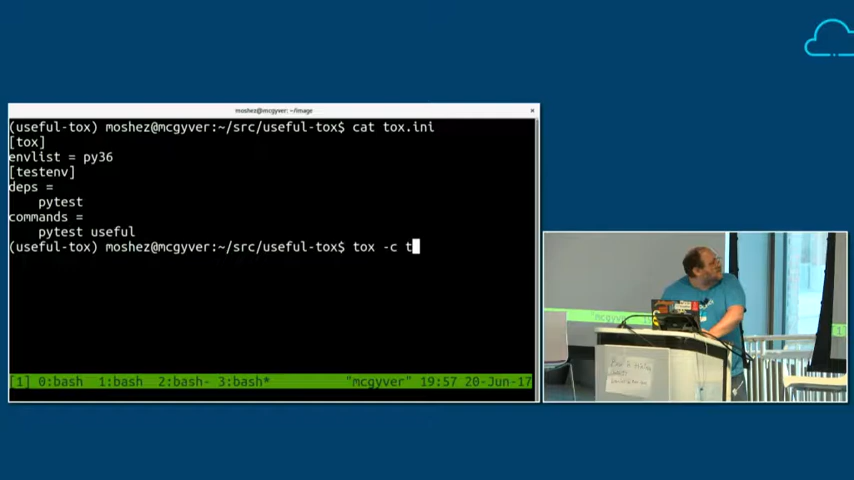 moshez@mcgyver: ~/image
(useful-tox) moshez@mcgyver:~/src/useful-tox$ cat tox.ini
[tox]
envlist = py36
[testenv]
deps =
    pytest
commands =
    pytest useful
(useful-tox) moshez@mcgyver:~/src/useful-tox$ tox -c t
[1] 0:bash  1:bash  2:bash- 3:bash*          "mcgyver" 19:57 20-Jun-17
"mcgyver"